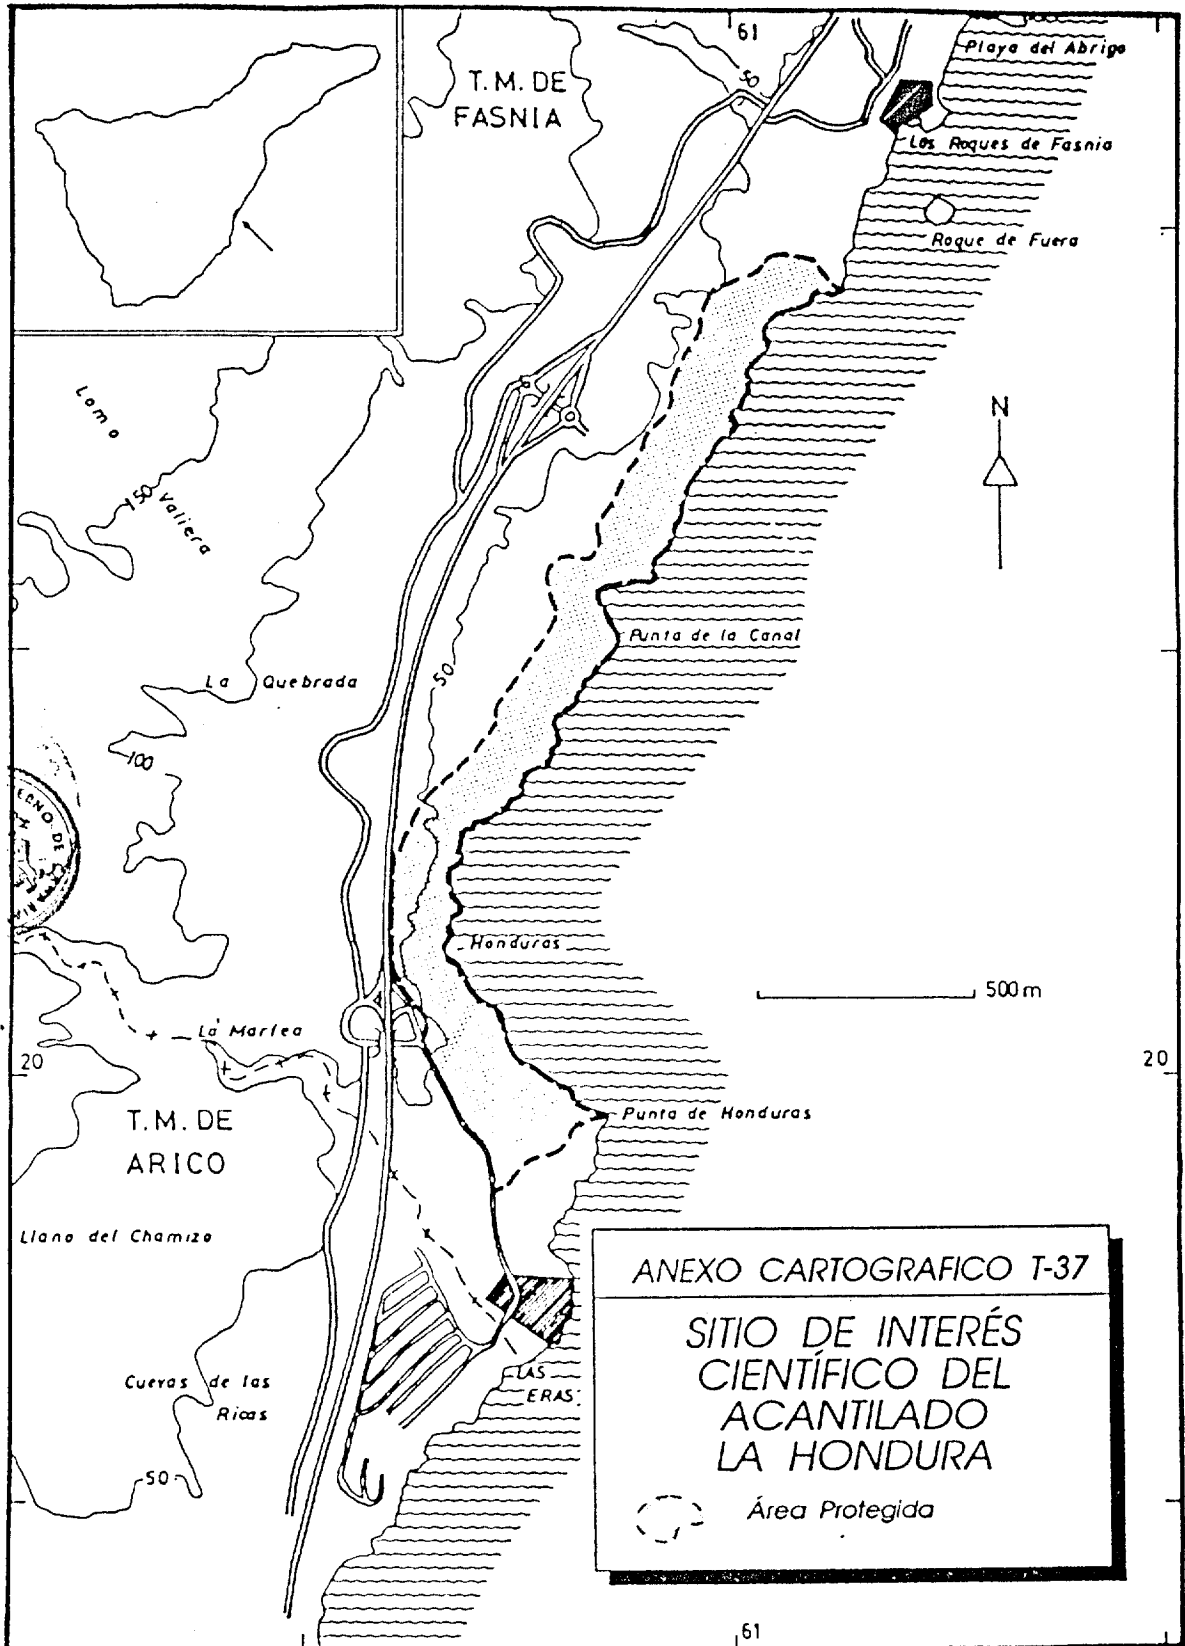 61
Playa del Abrigo
T.M. DE
FASNIA
50
Los Roques de Fasnia
Roque de Fuera
Lomo
Valiera
150
N
Punta de la Canal
La Quebrada
50
100
Honduras
500m
La Martea
20
20
Punta de Honduras
T.M. DE
ARICO
Llano del Chamizo
Cuevas de las
Ricas
LAS
ERAS
50
ANEXO CARTOGRAFICO T-37
SITIO DE INTERÉS
CIENTÍFICO DEL
ACANTILADO
LA HONDURA
Área Protegida
61